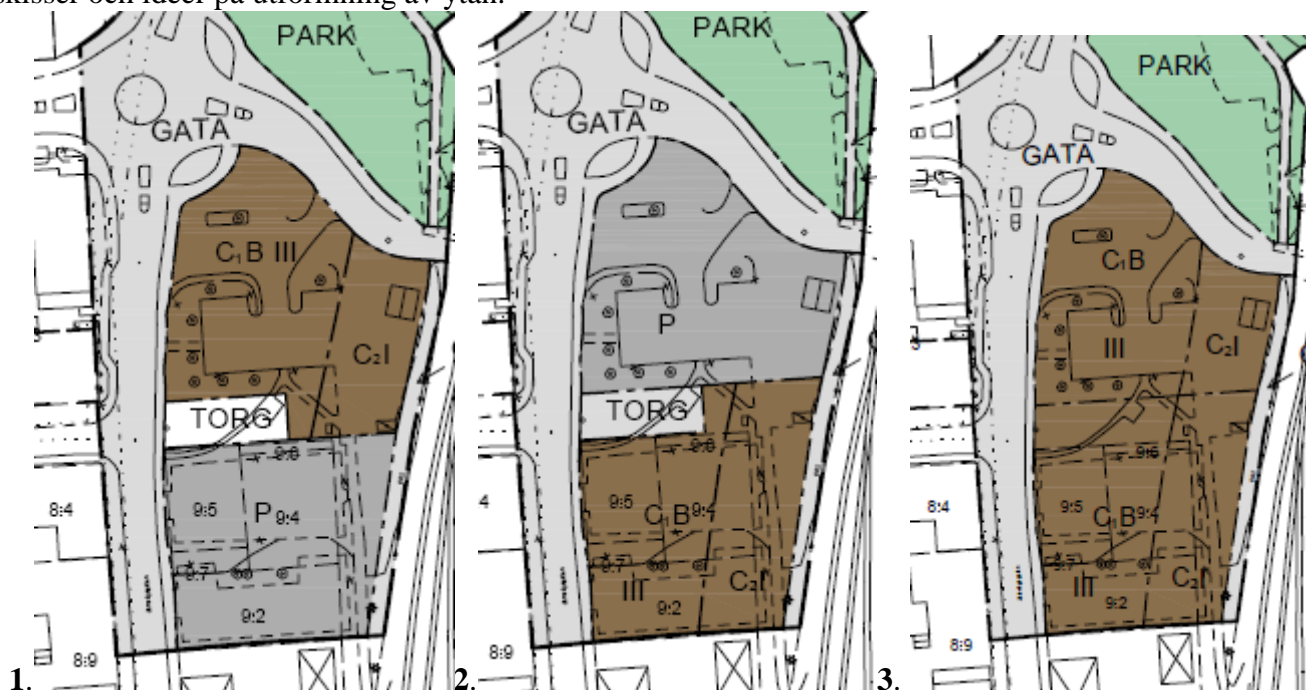 skisser och idéer på utformning av ytan.
PARK
GATA
C₁B III
C₂I
TORG
9:6
9:5
P
9:4
8:4
9:7
9:2
8:9
1.
PARK
GATA
P
TORG
9:6
4
9:5
C₁B
9:4
9:7
III
C₂I
9:2
8:9
2.
PARK
GATA
C₁B
III
C₂I
9:6
8:4
9:5
C₁B
9:4
9:7
III
C₂I
9:2
8:9
3.